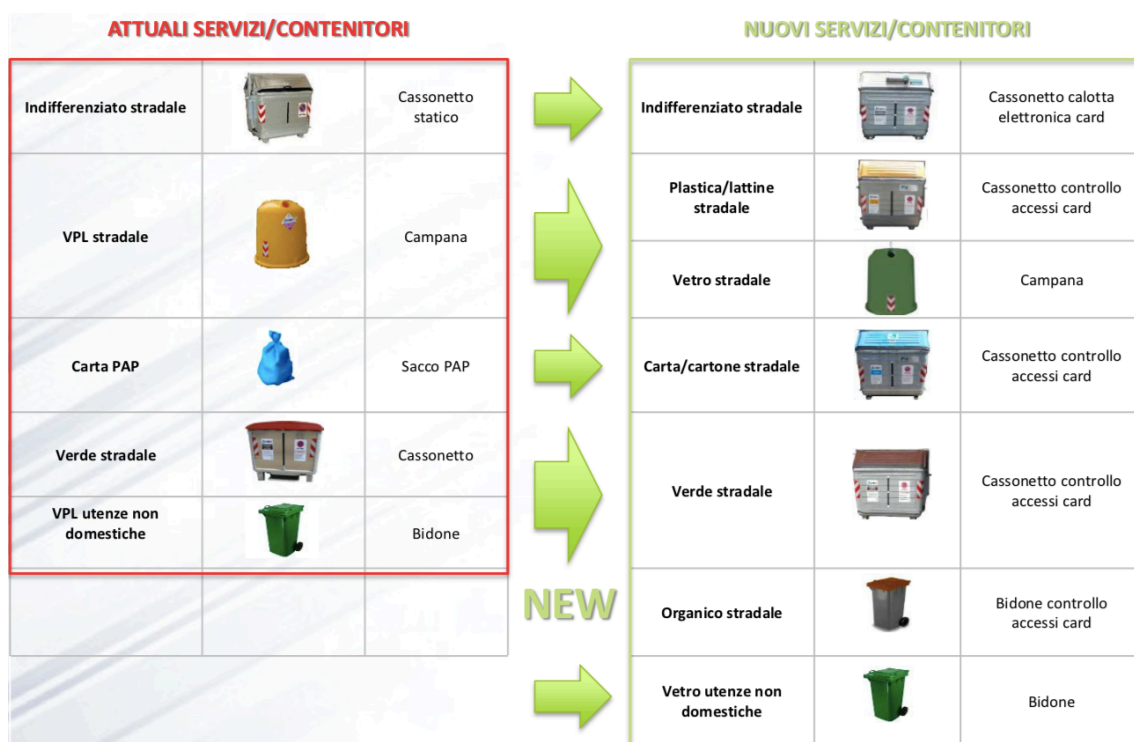 ATTUALI SERVIZI/CONTENITORI
NUOVI SERVIZI/CONTENITORI
Indifferenziato stradale
Cassonetto
statico
Indifferenziato stradale
Cassonetto calotta
elettronica card
VPL stradale
Campana
Plastica/lattine
stradale
Cassonetto controllo
accessi card
Vetro stradale
Campana
Carta PAP
Sacco PAP
Carta/cartone stradale
Cassonetto controllo
accessi card
Verde stradale
Cassonetto
VPL utenze non
domestiche
Bidone
Verde stradale
Cassonetto controllo
accessi card
NEW
Organico stradale
Bidone controllo
accessi card
Vetro utenze non
domestiche
Bidone